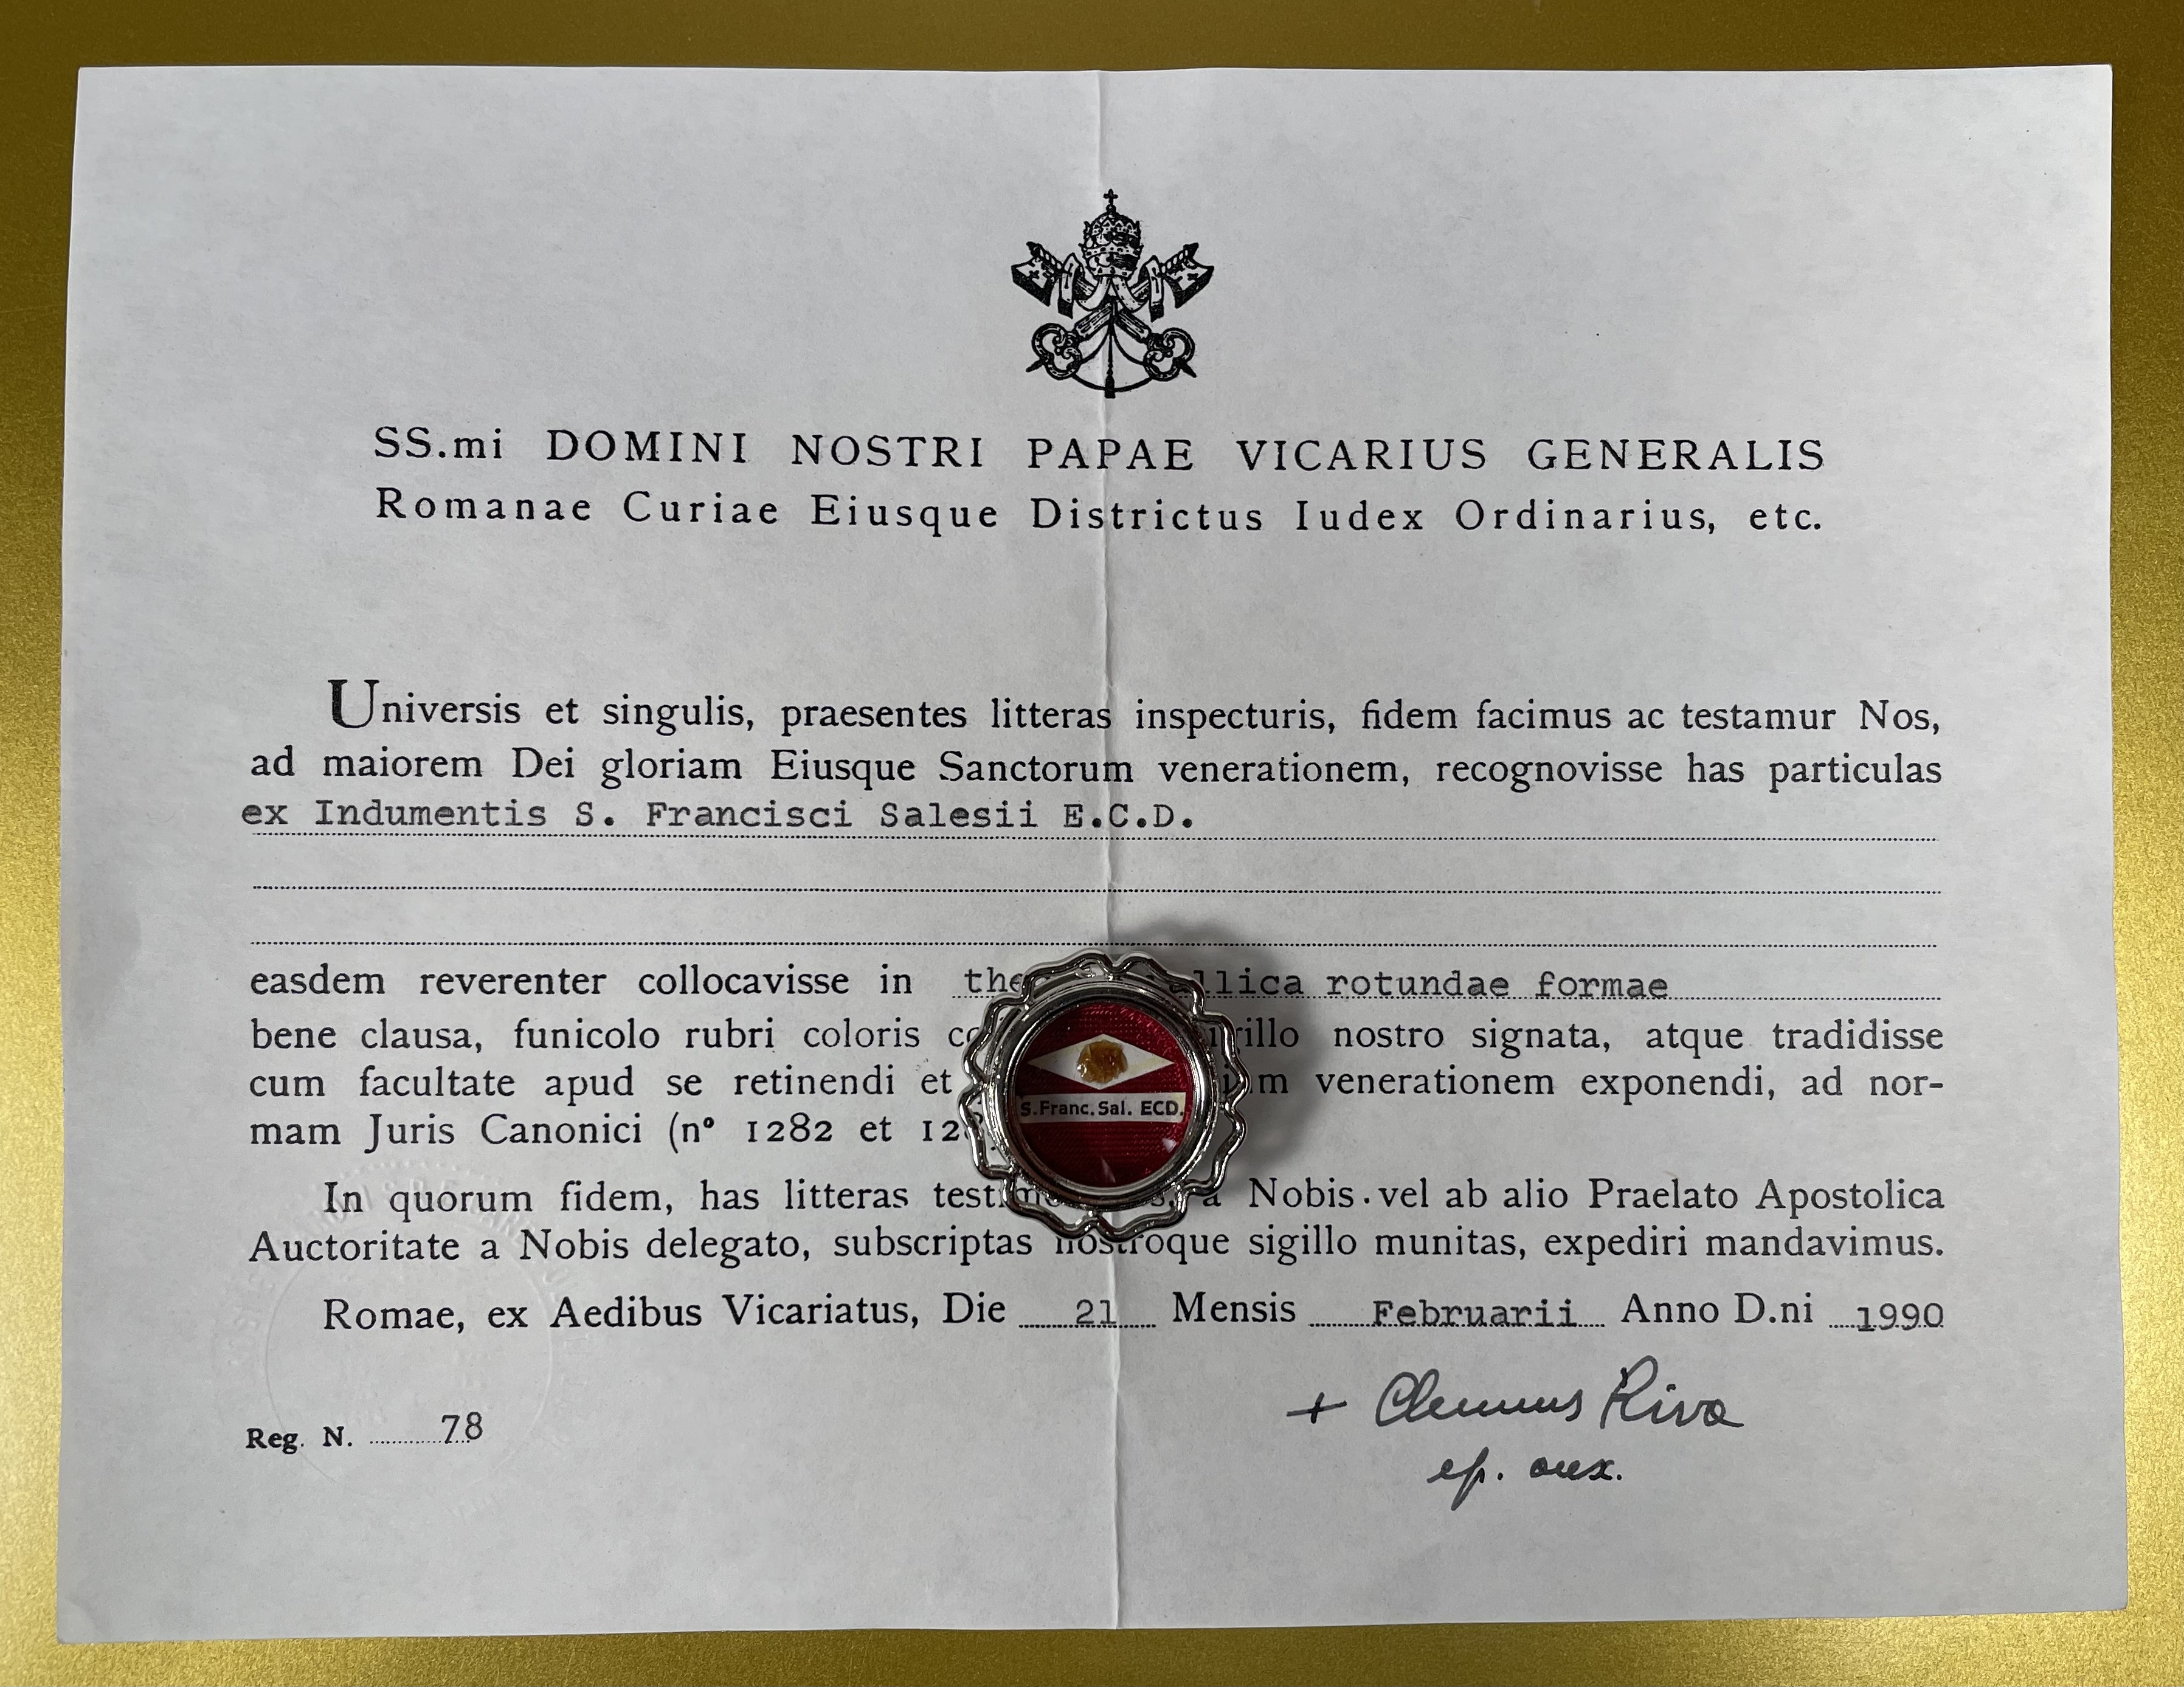 SS.mi DOMINI NOSTRI PAPAE VICARIUS GENERALIS
Romanae Curiae Eiusque Districtus Iudex Ordinarius, etc.
Universis et singulis, praesentes litteras inspecturis, fidem facimus ac testamur Nos,
ad maiorem Dei gloriam Eiusque Sanctorum venerationem, recognovisse has particulas
ex Indumentis S. Francisci Salesii E.C.D.
easdem reverenter collocavisse in rotundae formae
bene clausa, funicolo rubri coloris nostro signata, atque tradidisse
cum facultate apud se retinendi et venerationem exponendi, ad nor-
mam Juris Canonici (n° 1282 et
S.Franc.Sal. ECD.
In quorum fidem, has litteras a Nobis vel ab alio Praelato Apostolica
Auctoritate a Nobis delegato, subscriptas nostroque sigillo munitas, expediri mandavimus.
Romae, ex Aedibus Vicariatus, Die 21 Mensis Februarii Anno D.ni 1990
+ Clemens Riva
ep. aux.
Reg. N. 78